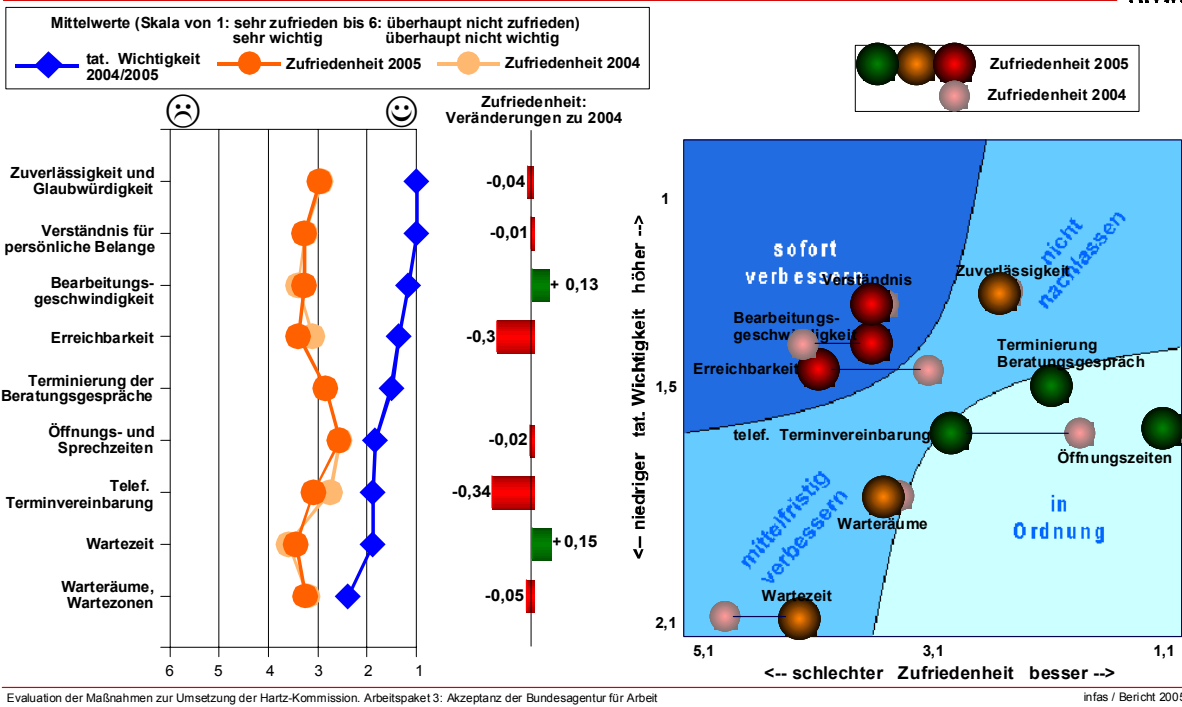 Mittelwerte (Skala von 1: sehr zufrieden bis 6: überhaupt nicht zufrieden)
sehr wichtig überhaupt nicht wichtig
tat. Wichtigkeit
2004/2005
Zufriedenheit 2005
Zufriedenheit 2004
Zufriedenheit:
Veränderungen zu 2004
Zuverlässigkeit und
Glaubwürdigkeit
-0,04
Verständnis für
persönliche Belange
-0,01
Bearbeitungs-
geschwindigkeit
+ 0,13
Erreichbarkeit
-0,3
Terminierung der
Beratungsgespräche
Öffnungs- und
Sprechzeiten
-0,02
Telef.
Terminvereinbarung
-0,34
Wartezeit
+ 0,15
Warteräume,
Wartezonen
-0,05
6 5 4 3 2 1
Zufriedenheit 2005
Zufriedenheit 2004
<-- niedriger tat. Wichtigkeit höher -->
1
1,5
2,1
sofort
verbessern
nicht
nachlassen
Verständnis
Zuverlässigkeit
Bearbeitungs-
geschwindigkeit
Erreichbarkeit
Terminierung
Beratungsgespräch
telef. Terminvereinbarung
Öffnungszeiten
Warteräume
mittelfristig
verbessern
in
Ordnung
Wartezeit
5,1 3,1 1,1
<-- schlechter Zufriedenheit besser -->
Evaluation der Maßnahmen zur Umsetzung der Hartz-Kommission. Arbeitspaket 3: Akzeptanz der Bundesagentur für Arbeit
infas / Bericht 2005